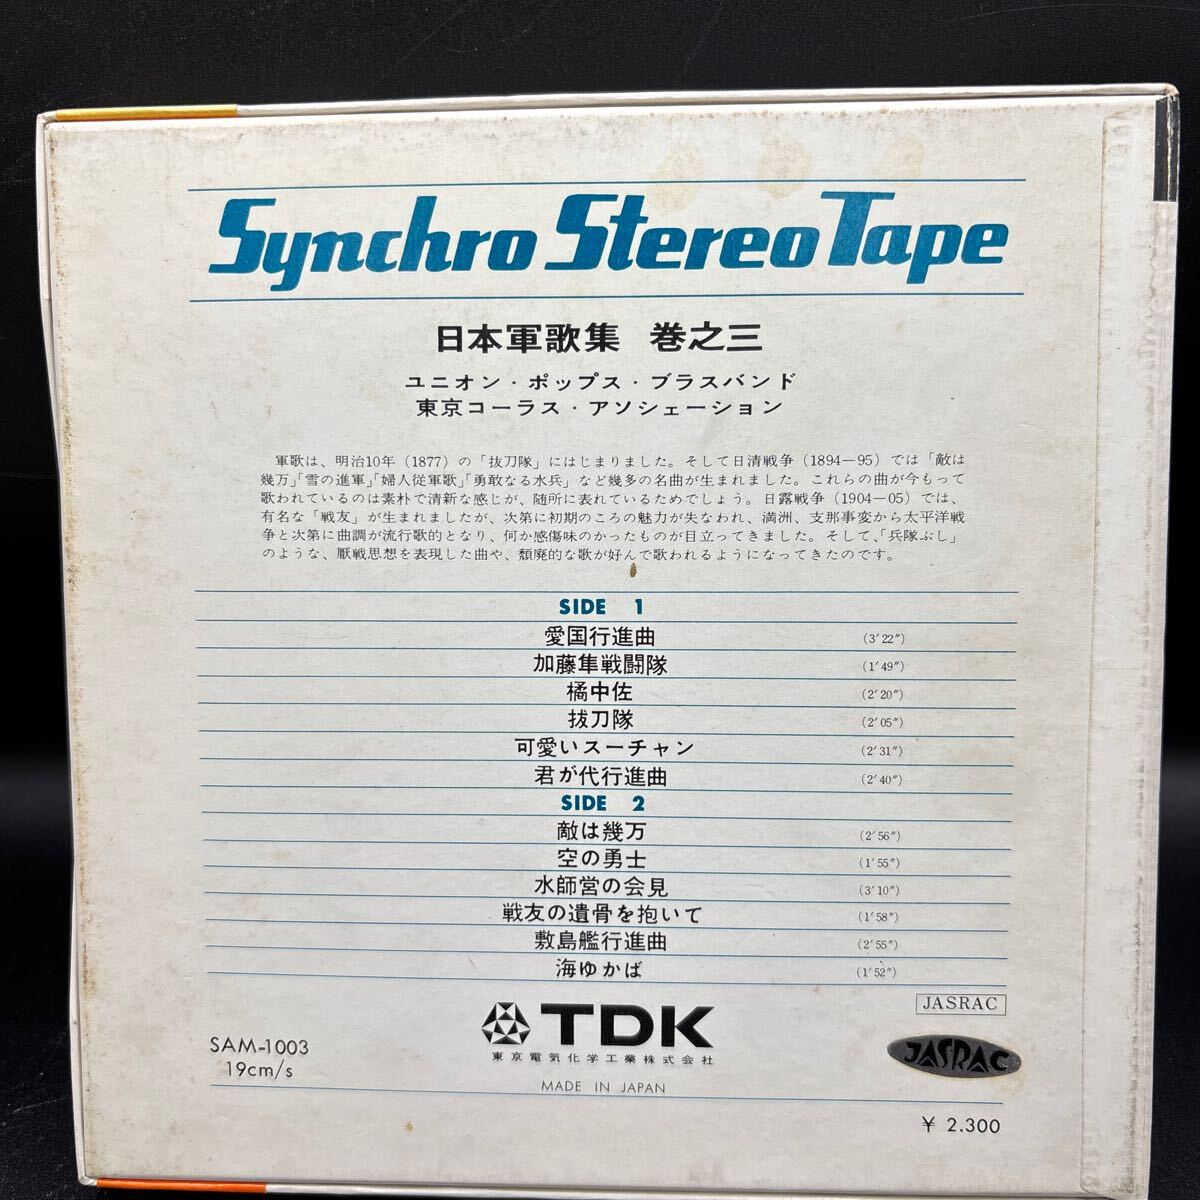 Synchro Stereo Tape
日本軍歌集 巻之三
ユニオン・ポップス・ブラスバンド
東京コーラス・アソシェーション
軍歌は、明治10年（1877）の「抜刀隊」にはじまりました。そして日清戦争（1894－95）では「敵は
幾万」「雪の進軍」「婦人従軍歌」「勇敢なる水兵」など幾多の名曲が生まれました。これらの曲が今もって
歌われているのは素朴で清新な感じが、随所に表れているためでしょう。日露戦争（1904－05）では、
有名な「戦友」が生まれましたが、次第に初期のころの魅力が失なわれ、満洲、支那事変から太平洋戦
争と次第に曲調が流行歌的となり、何か感傷味のかったものが目立ってきました。そして、「兵隊ぶし」
のような、厭戦思想を表現した曲や、頽廃的な歌が好んで歌われるようになってきたのです。
SIDE 1
愛国行進曲 (3′22″)
加藤隼戦闘隊 (1′49″)
橘中佐 (2′20″)
抜刀隊 (2′05″)
可愛いスーチャン (2′31″)
君が代行進曲 (2′40″)
SIDE 2
敵は幾万 (2′56″)
空の勇士 (1′55″)
水師営の会見 (3′10″)
戦友の遺骨を抱いて (1′58″)
敷島艦行進曲 (2′55″)
海ゆかば (1′52″)
JASRAC
TDK
SAM-1003
東京電気化学工業株式会社
JASRAC
19cm/s
MADE IN JAPAN
¥ 2.300